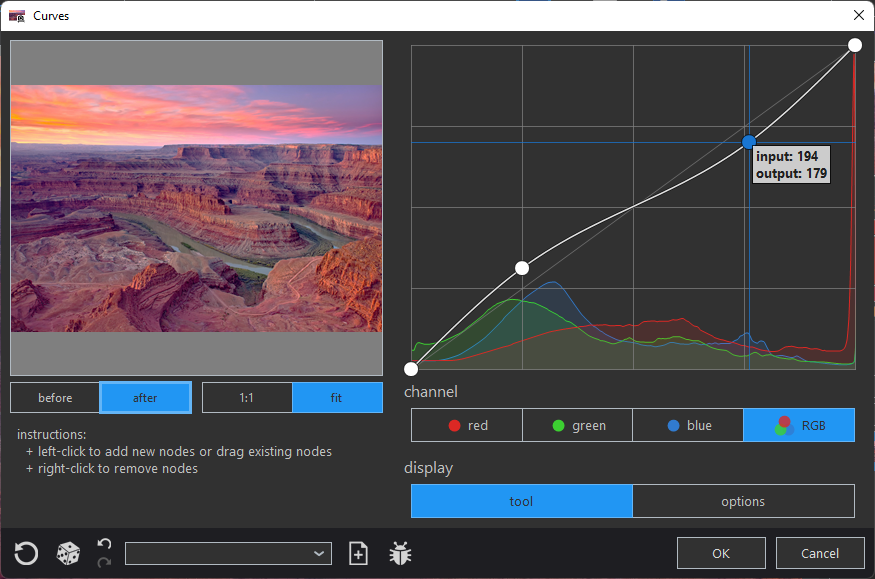 Curves
input: 194
output: 179
before
after
1:1
fit
instructions:
+ left-click to add new nodes or drag existing nodes
+ right-click to remove nodes
channel
red
green
blue
RGB
display
tool
options
OK
Cancel